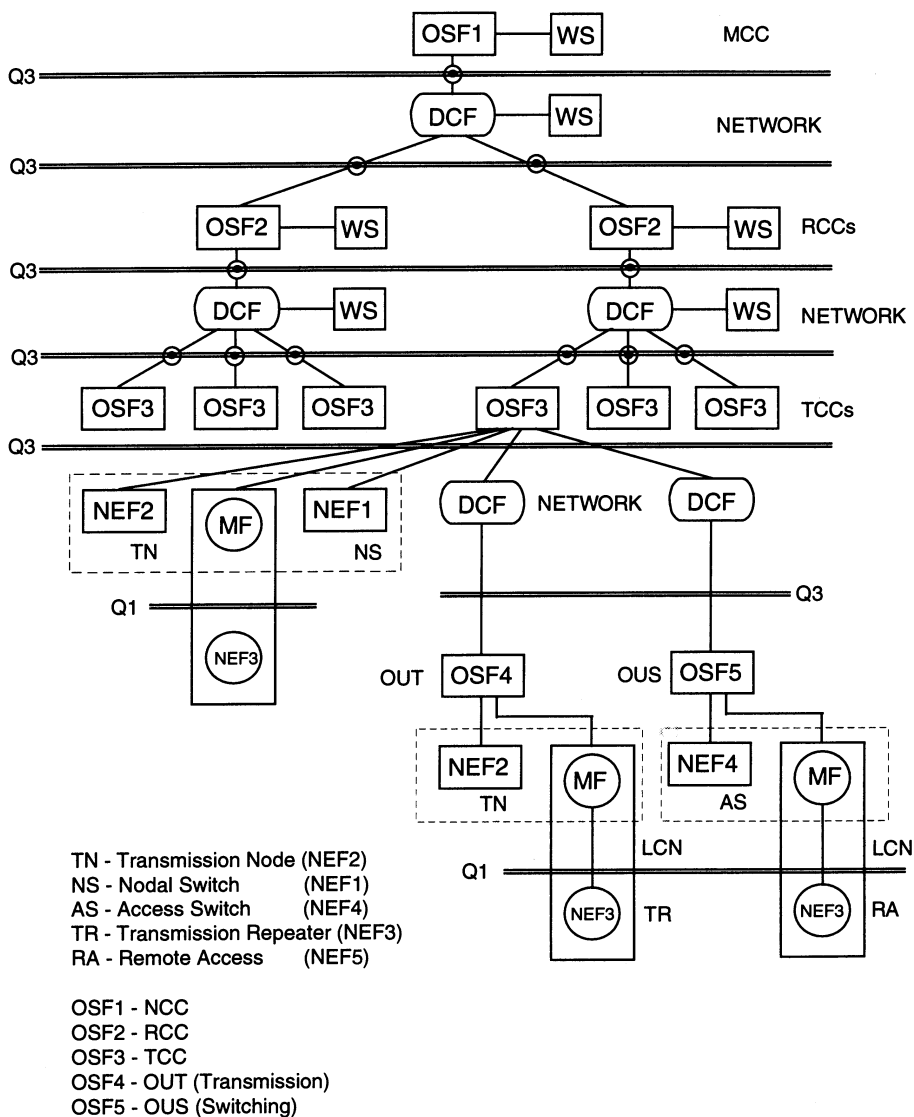 OSF1 WS MCC
Q3
DCF WS NETWORK
Q3
OSF2 WS OSF2 WS RCCs
Q3
DCF WS DCF WS NETWORK
Q3
OSF3 OSF3 OSF3 OSF3 OSF3 OSF3 TCCs
Q3
NEF2 MF NEF1 DCF NETWORK DCF
TN NS
Q1 Q3
NEF3
OUT OSF4 OUS OSF5
NEF2 MF NEF4 MF
TN AS
LCN LCN
Q1
NEF3 TR NEF3 RA
TN - Transmission Node (NEF2)
NS - Nodal Switch (NEF1)
AS - Access Switch (NEF4)
TR - Transmission Repeater (NEF3)
RA - Remote Access (NEF5)
OSF1 - NCC
OSF2 - RCC
OSF3 - TCC
OSF4 - OUT (Transmission)
OSF5 - OUS (Switching)